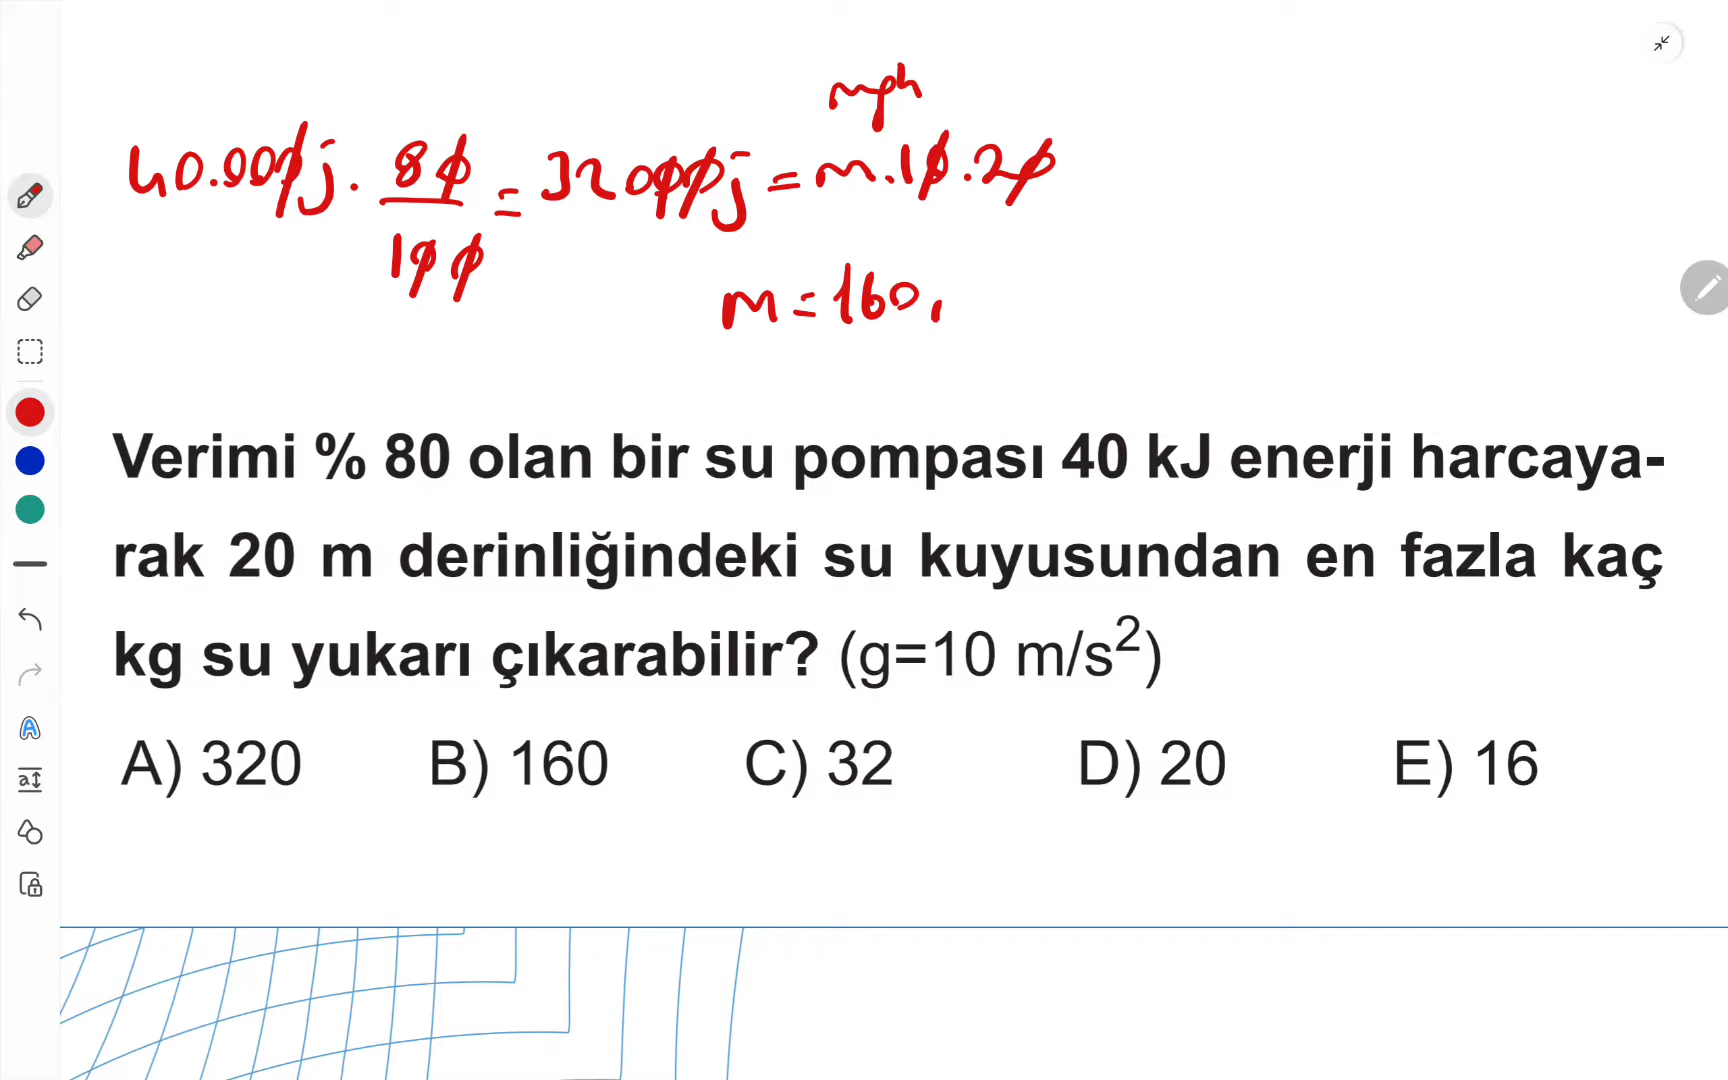 mgh
40.000j . 80/100 = 32000j = m.10.20
m = 160
Verimi % 80 olan bir su pompası 40 kJ enerji harcaya-
rak 20 m derinliğindeki su kuyusundan en fazla kaç
kg su yukarı çıkarabilir? (g=10 m/s²)
A) 320 B) 160 C) 32 D) 20 E) 16